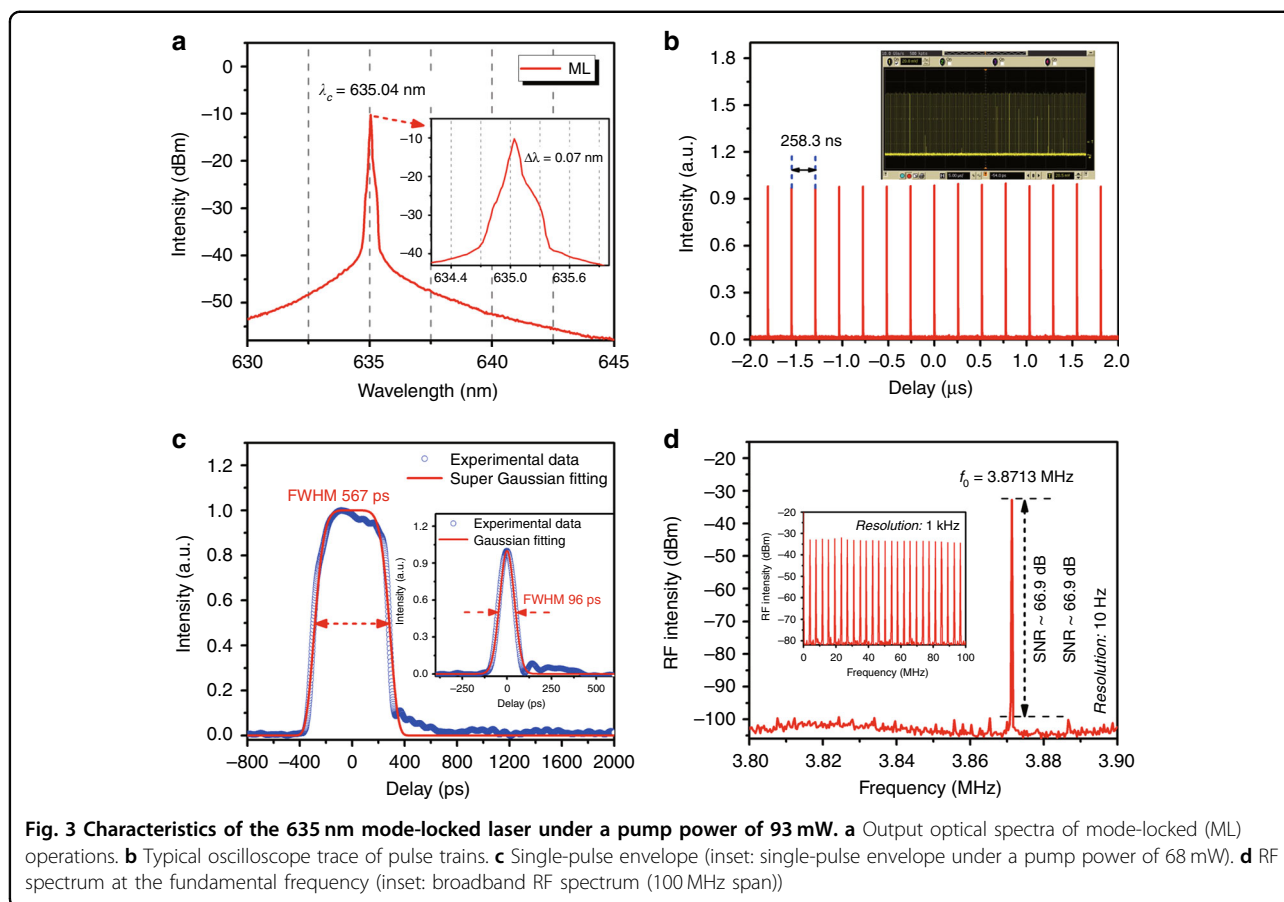 a
ML
λc = 635.04 nm
Δλ = 0.07 nm
−10
−20
−30
−40
634.4
635.0
635.6
0
−10
−20
−30
−40
−50
630
635
640
645
Intensity (dBm)
Wavelength (nm)
b
258.3 ns
1.8
1.5
1.2
0.9
0.6
0.3
0.0
−2.0
−1.5
−1.0
−0.5
0.0
0.5
1.0
1.5
2.0
Intensity (a.u.)
Delay (μs)
c
Experimental data
Super Gaussian fitting
FWHM 567 ps
Experimental data
Gaussian fitting
FWHM 96 ps
1.2
0.9
0.6
0.3
0.0
−250
0
250
500
Intensity (a.u.)
Delay (ps)
1.2
1.0
0.8
0.6
0.4
0.2
0.0
−800
−400
0
400
800
1200
1600
2000
Intensity (a.u.)
Delay (ps)
d
f0 = 3.8713 MHz
SNR ~ 66.9 dB
SNR ~ 66.9 dB
Resolution: 10 Hz
Resolution: 1 kHz
−20
−30
−40
−50
−60
−70
−80
0
20
40
60
80
100
RF intensity (dBm)
Frequency (MHz)
−20
−30
−40
−50
−60
−70
−80
−90
−100
3.80
3.82
3.84
3.86
3.88
3.90
RF intensity (dBm)
Frequency (MHz)
Fig. 3 Characteristics of the 635 nm mode-locked laser under a pump power of 93 mW. a Output optical spectra of mode-locked (ML)
operations. b Typical oscilloscope trace of pulse trains. c Single-pulse envelope (inset: single-pulse envelope under a pump power of 68 mW). d RF
spectrum at the fundamental frequency (inset: broadband RF spectrum (100 MHz span))